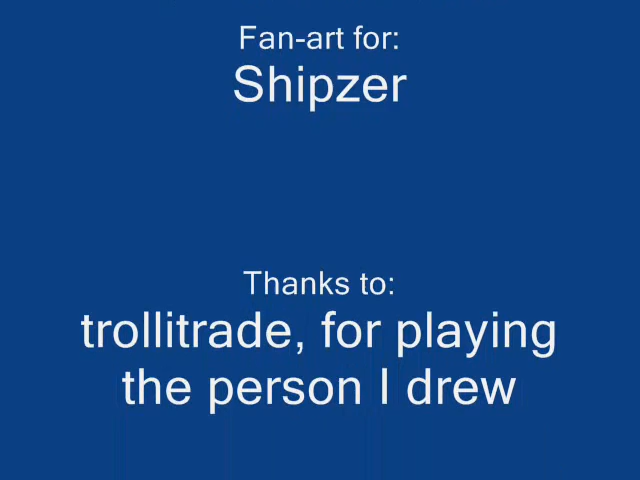 Fan-art for:
Shipzer
Thanks to:
trollitrade, for playing
the person I drew